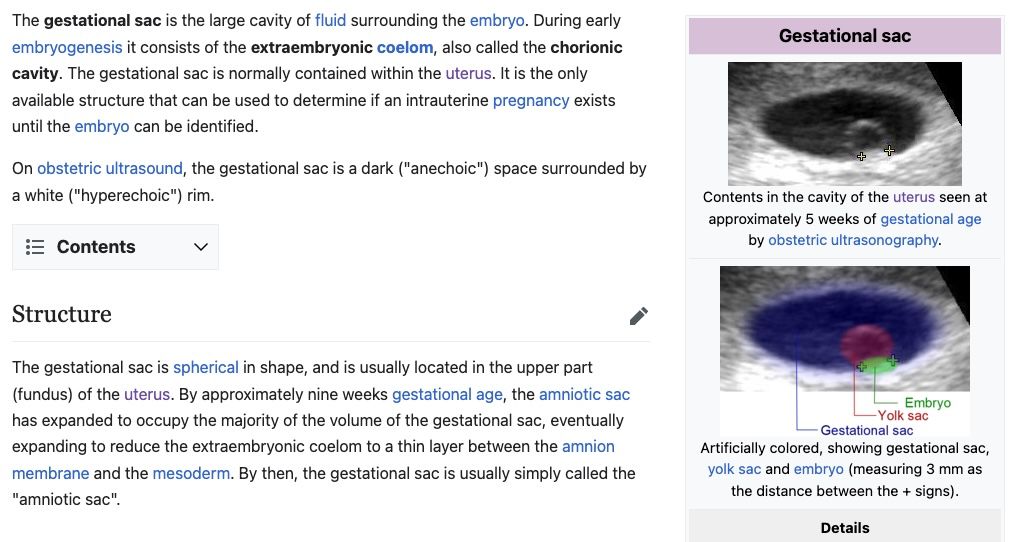 The gestational sac is the large cavity of fluid surrounding the embryo. During early
embryogenesis it consists of the extraembryonic coelom, also called the chorionic
cavity. The gestational sac is normally contained within the uterus. It is the only
available structure that can be used to determine if an intrauterine pregnancy exists
until the embryo can be identified.
On obstetric ultrasound, the gestational sac is a dark ("anechoic") space surrounded by
a white ("hyperechoic") rim.
Contents
Structure
The gestational sac is spherical in shape, and is usually located in the upper part
(fundus) of the uterus. By approximately nine weeks gestational age, the amniotic sac
has expanded to occupy the majority of the volume of the gestational sac, eventually
expanding to reduce the extraembryonic coelom to a thin layer between the amnion
membrane and the mesoderm. By then, the gestational sac is usually simply called the
"amniotic sac".
Gestational sac
Contents in the cavity of the uterus seen at
approximately 5 weeks of gestational age
by obstetric ultrasonography.
Embryo
Yolk sac
Gestational sac
Artificially colored, showing gestational sac,
yolk sac and embryo (measuring 3 mm as
the distance between the + signs).
Details